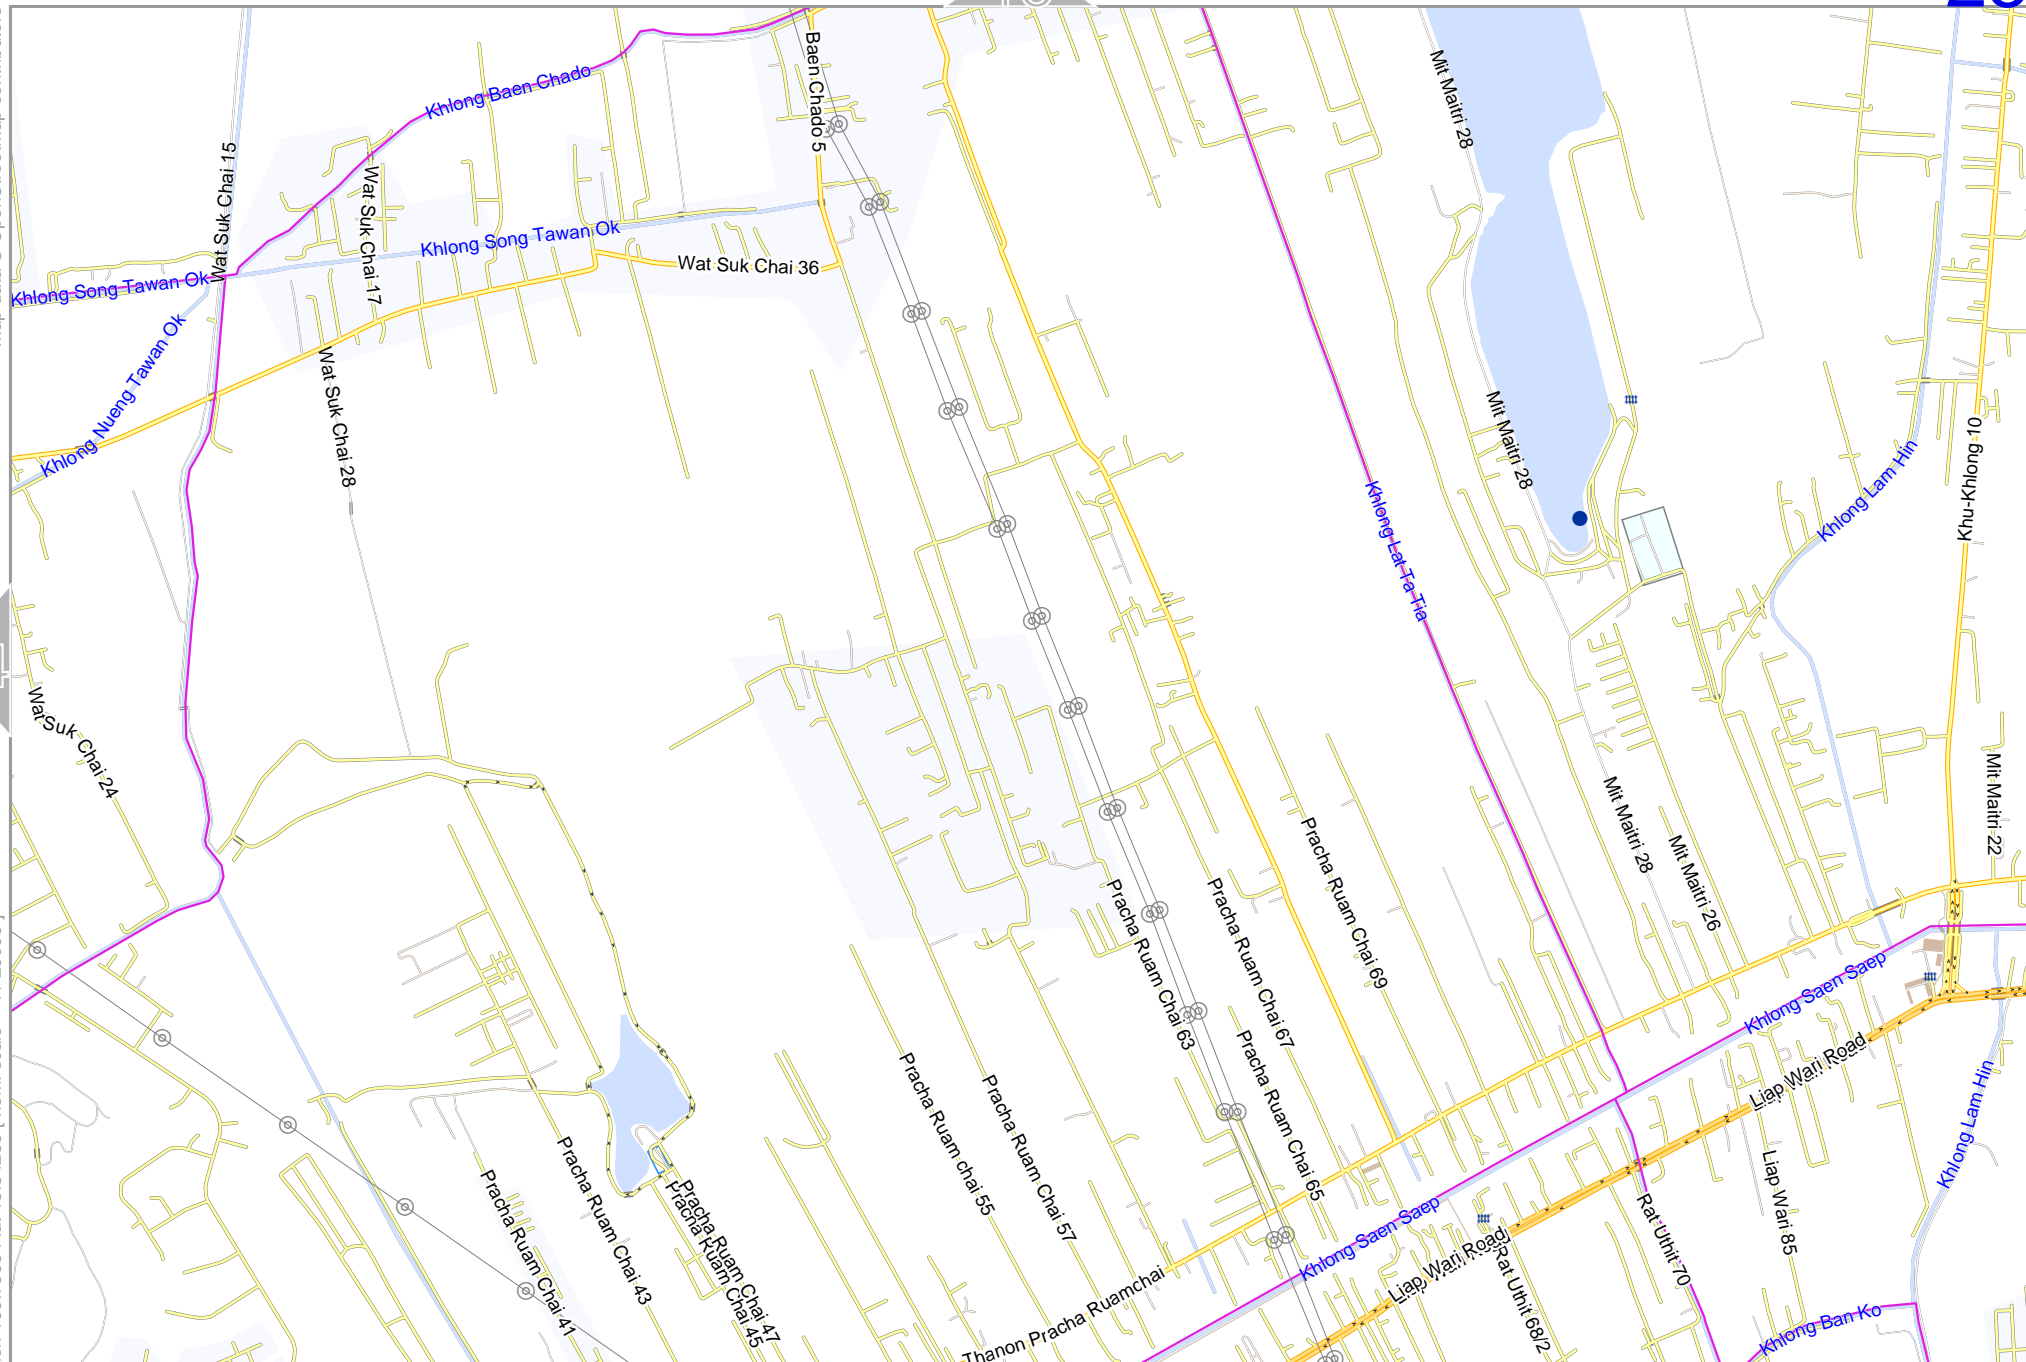 Khlong Baen Chado
Baen Chado 5
Mit Maitri 28
Wat Suk Chai 15
Wat Suk Chai 17
Khlong Song Tawan Ok
Wat Suk Chai 36
Khlong Song Tawan Ok
Khlong Nueng Tawan Ok
Wat Suk Chai 28
Mit Maitri 28
Khlong Lat Ta Tia
Khlong Lam Hin
Khu-Khlong 10
Wat Suk Chai 24
Mit Maitri 28
Mit Maitri 26
Mit Maitri 22
Pracha Ruam Chai 69
Pracha Ruam Chai 63
Pracha Ruam Chai 67
Pracha Ruam Chai 65
Khlong Saen Saep
Liap Wari Road
Khlong Lam Hin
Pracha Ruam chai 55
Pracha Ruam Chai 57
Pracha Ruam Chai 43
Pracha Ruam Chai 41
Pracha Ruam Chai 47
Pracha Ruam Chai 45
Khlong Saen Saep
Liap Wari Road
Rat Uthit 68/2
Rat Uthit 70
Liap Wari 85
Thanon Pracha Ruamchai
Khlong Ban Ko